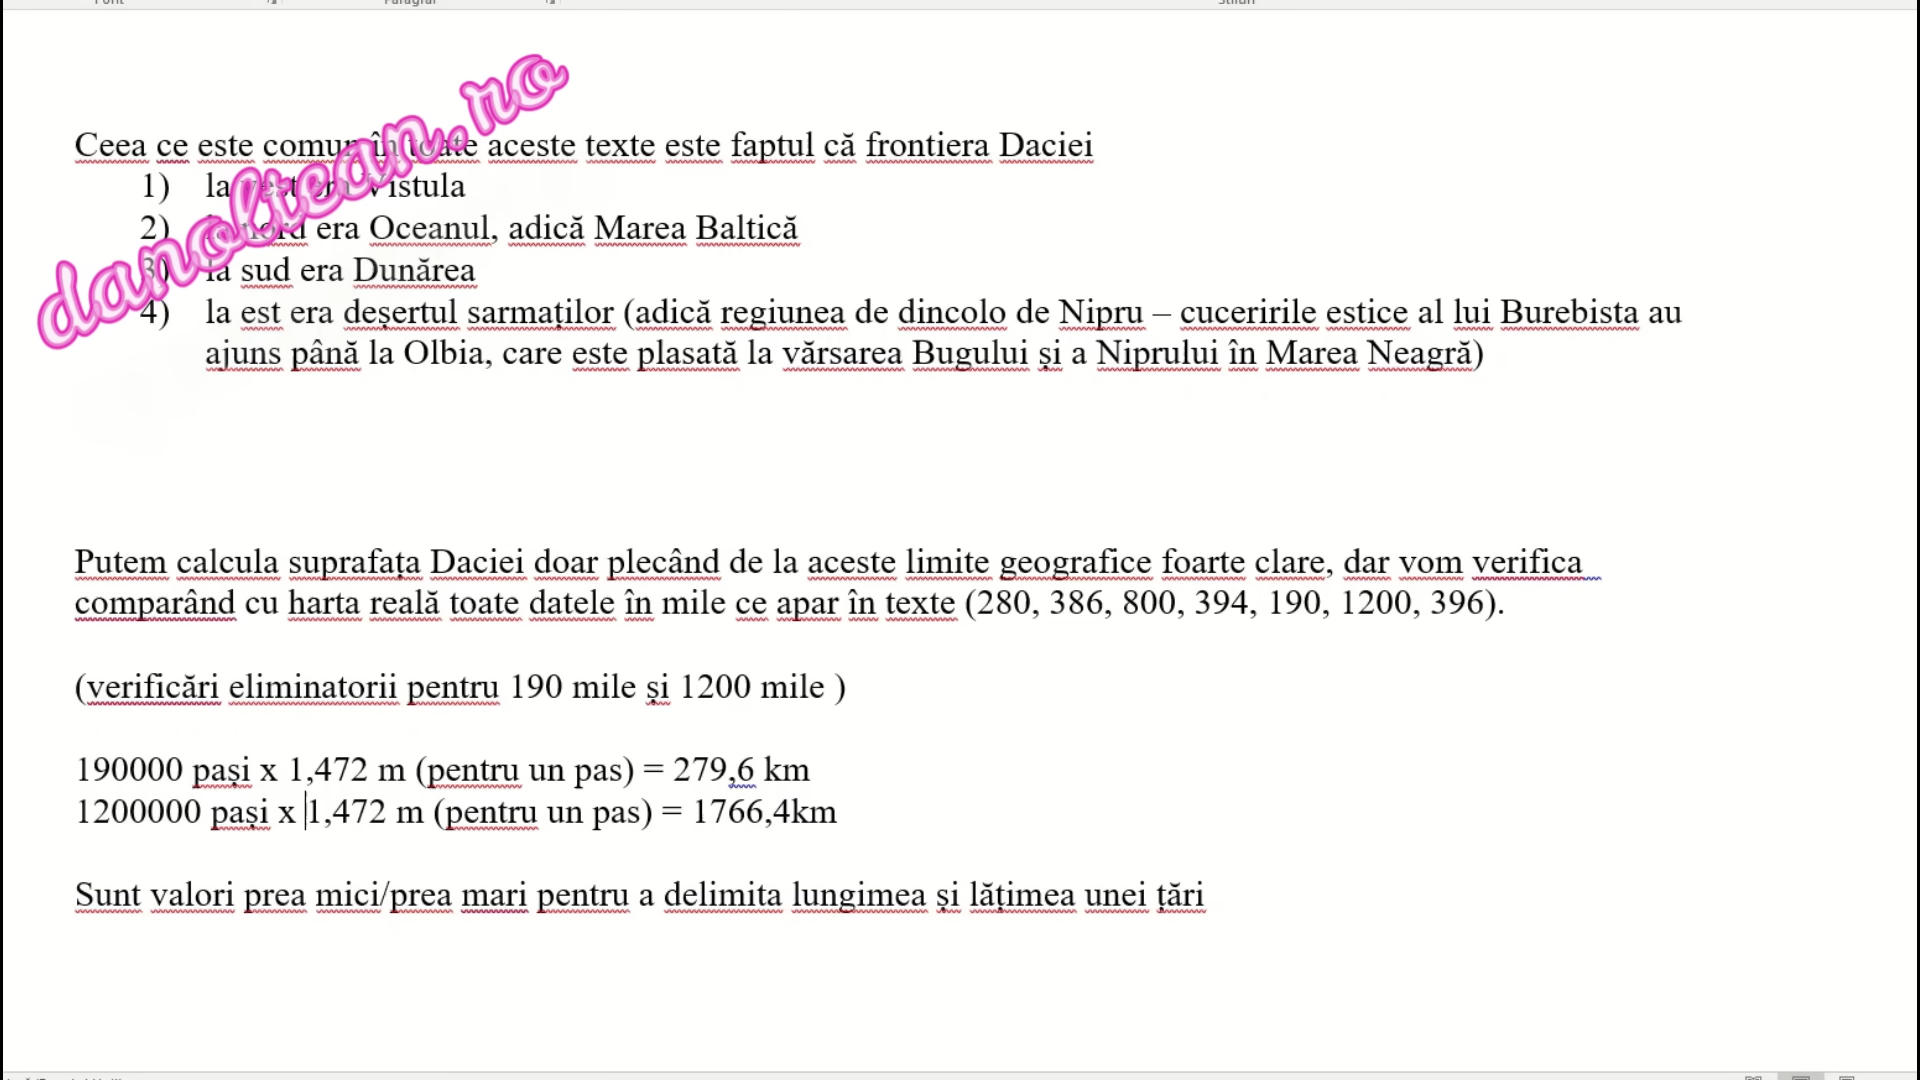 danoltean.ro
Ceea ce este comun în toate aceste texte este faptul că frontiera Daciei
1) la vest era Vistula
2) la nord era Oceanul, adică Marea Baltică
3) la sud era Dunărea
4) la est era deșertul sarmaților (adică regiunea de dincolo de Nipru – cuceririle estice al lui Burebista au
ajuns până la Olbia, care este plasată la vărsarea Bugului și a Niprului în Marea Neagră)
Putem calcula suprafața Daciei doar plecând de la aceste limite geografice foarte clare, dar vom verifica
comparând cu harta reală toate datele în mile ce apar în texte (280, 386, 800, 394, 190, 1200, 396).
(verificări eliminatorii pentru 190 mile și 1200 mile )
190000 pași x 1,472 m (pentru un pas) = 279,6 km
1200000 pași x 1,472 m (pentru un pas) = 1766,4km
Sunt valori prea mici/prea mari pentru a delimita lungimea și lățimea unei țări